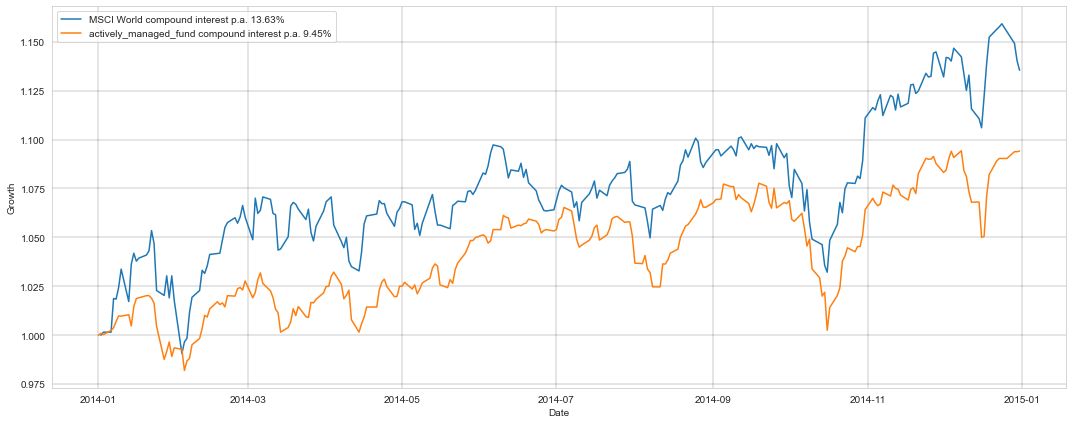 MSCI World compound interest p.a. 13.63%
actively_managed_fund compound interest p.a. 9.45%
Growth
1.150
1.125
1.100
1.075
1.050
1.025
1.000
0.975
2014-01 2014-03 2014-05 2014-07 2014-09 2014-11 2015-01
Date